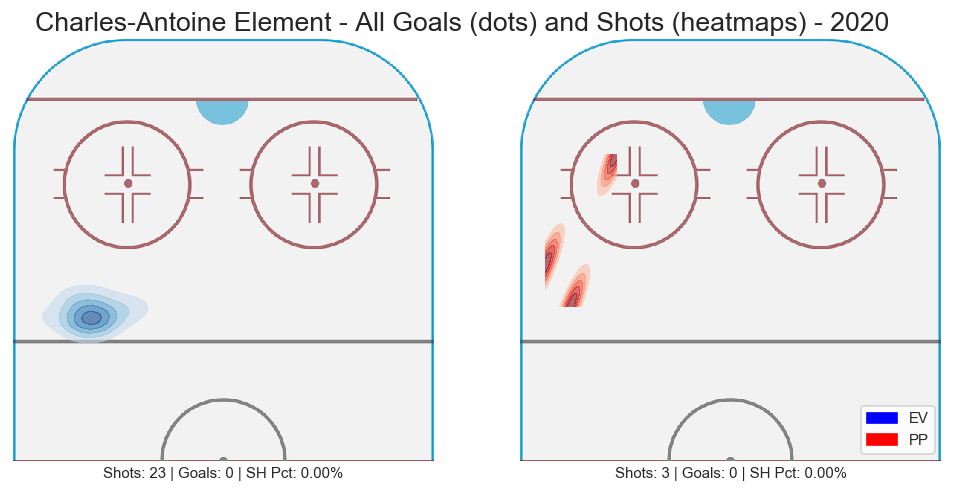 Charles-Antoine Element - All Goals (dots) and Shots (heatmaps) - 2020
EV
PP
Shots: 23 | Goals: 0 | SH Pct: 0.00%
Shots: 3 | Goals: 0 | SH Pct: 0.00%